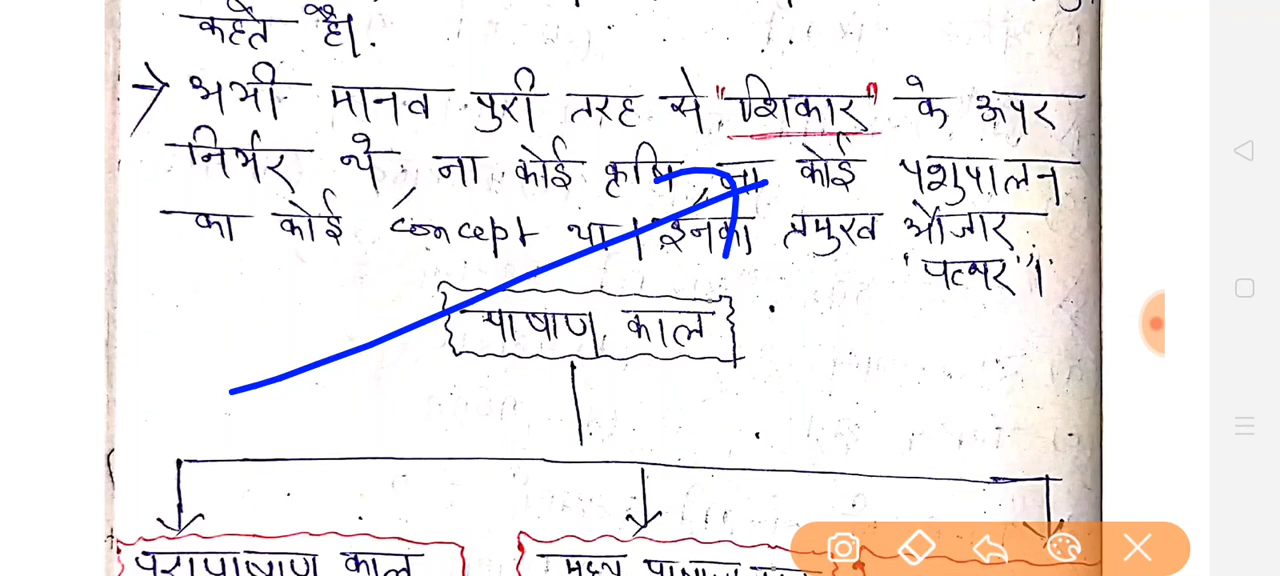 कहते हैं।
→ अभी मानव पुरी तरह से "शिकार" के ऊपर
निर्भर थे, ना कोई कृषि, ना कोई पशुपालन
का कोई concept था। इनका प्रमुख औजार
'पत्थर'।
पाषाण काल
पुरापाषाण काल
मध्य पाषाण